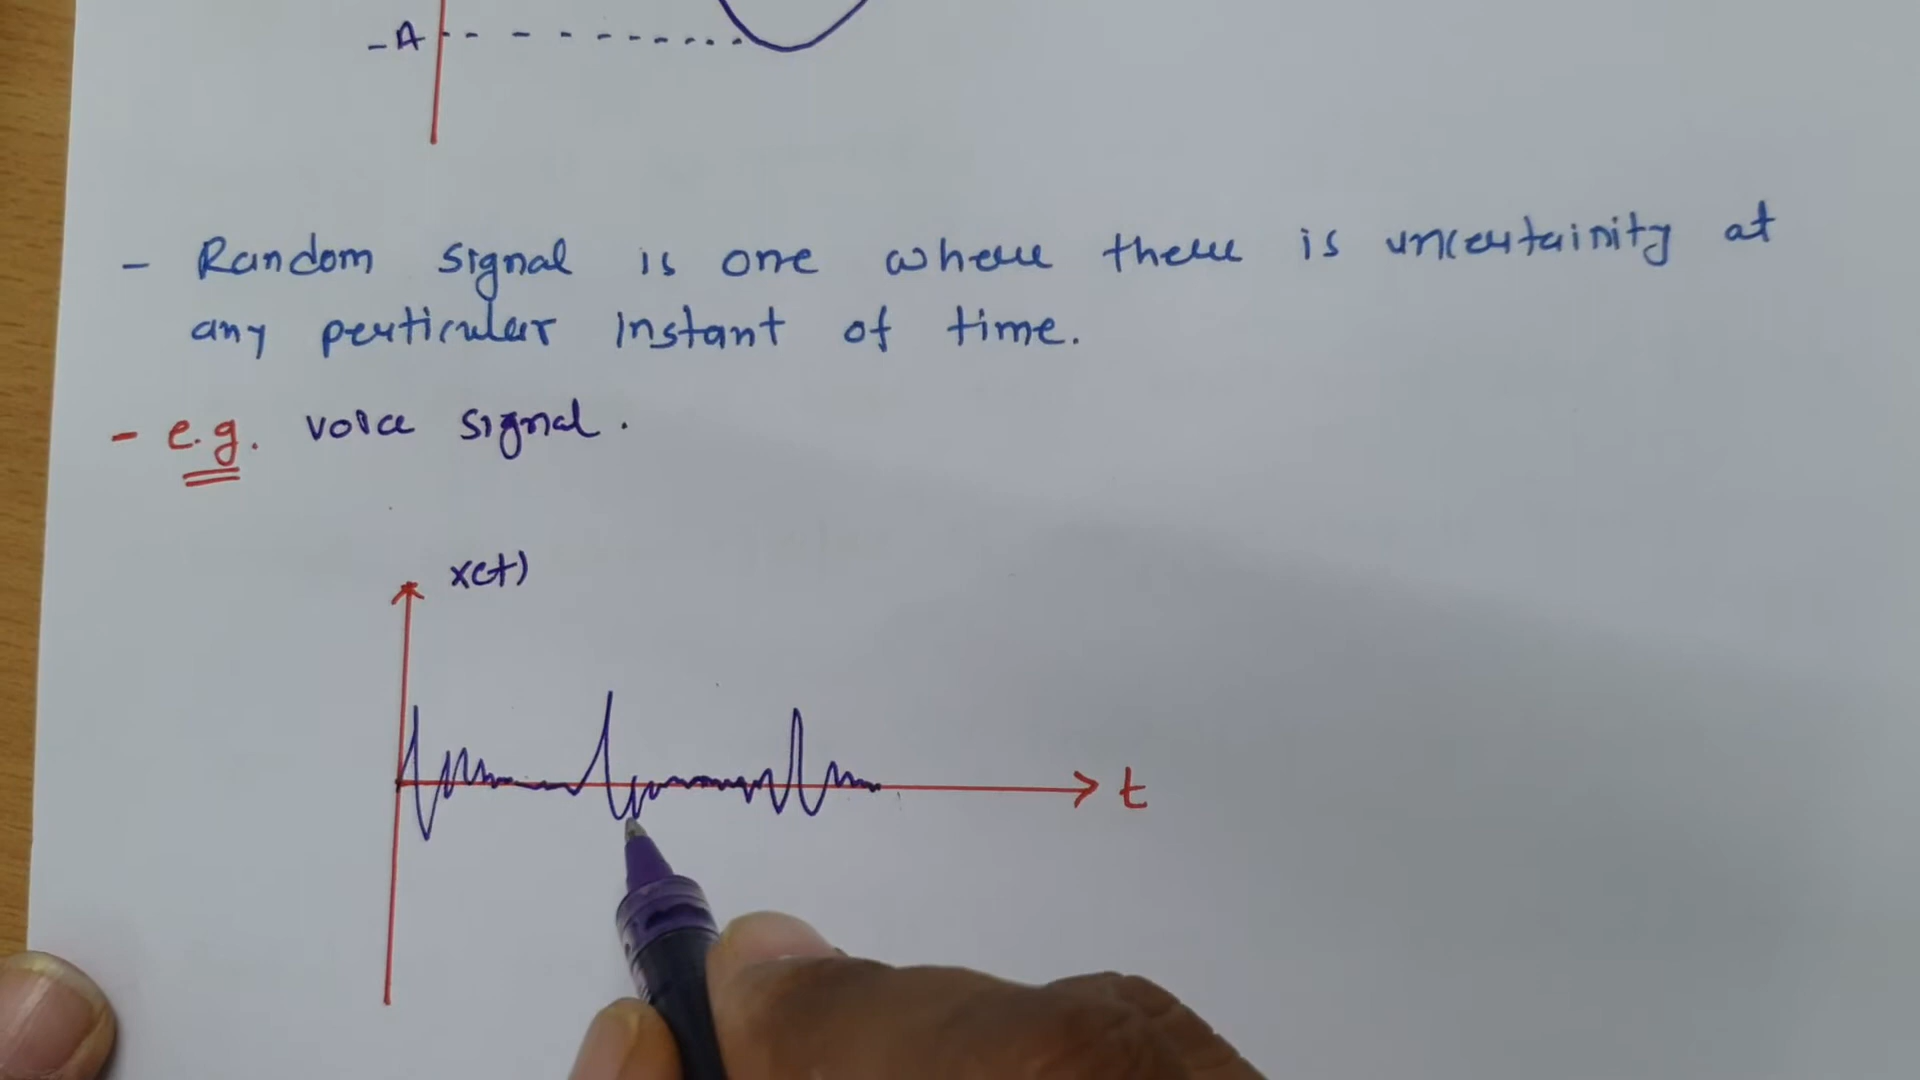 -A
- Random signal is one where there is uncertainity at
any perticular instant of time.
- e.g. voice signal.
x(t)
t